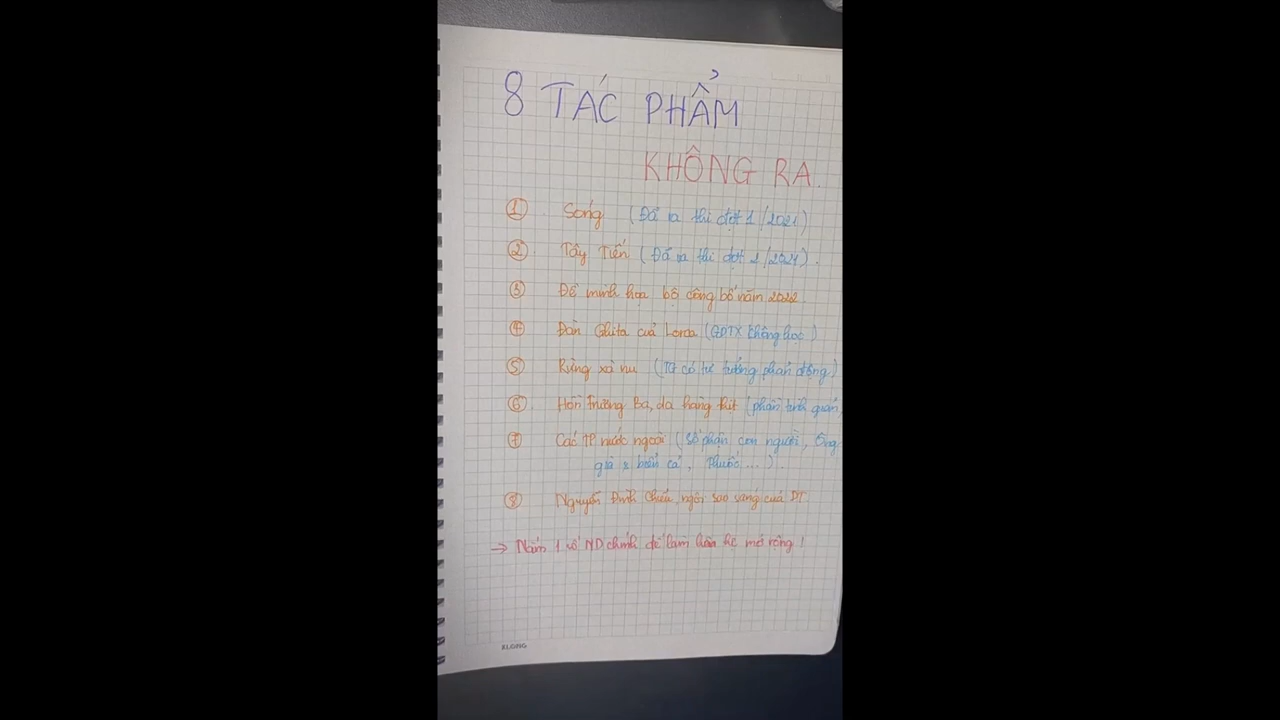 8 TÁC PHẨM
KHÔNG RA.
① Sóng (Đã ra thi đợt 1/2021)
② Tây Tiến (Đã ra thi đợt 2/2021).
③ Đề minh họa bộ công bố năm 2022
④ Đàn Ghita của Lorca (GDTX không học)
⑤ Rừng xà nu (TG có tư tưởng phản động)
⑥ Hồn Trương Ba, da hàng thịt (phản quan,
⑦ Các TP nước ngoài (Số phận con người, Ông
già & biển cả, Thuốc ...).
⑧ Nguyễn Đình Chiểu, ngôi sao sáng của DT
→ Nắm 1 số ND chính để làm liên hệ mở rộng!
KLONG